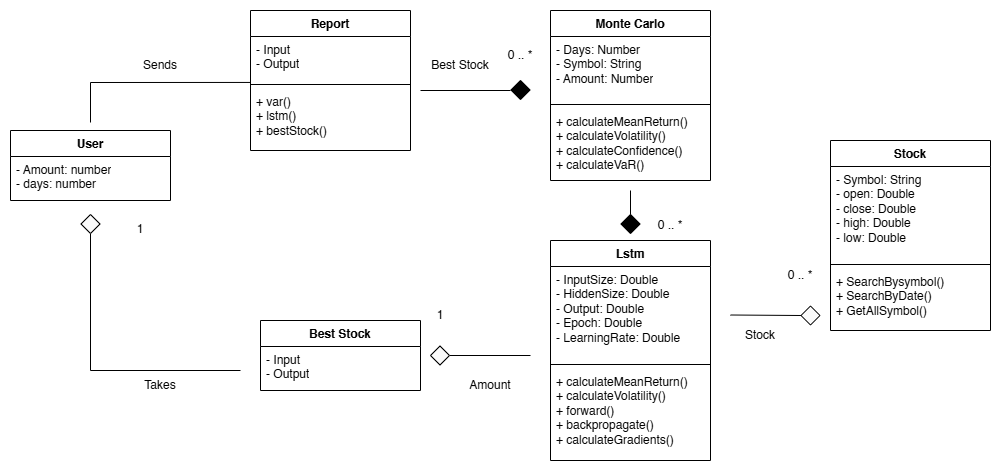 Report
- Input
- Output
+ var()
+ lstm()
+ bestStock()
Sends
Best Stock
0 .. *
Monte Carlo
- Days: Number
- Symbol: String
- Amount: Number
+ calculateMeanReturn()
+ calculateVolatility()
+ calculateConfidence()
+ calculateVaR()
User
- Amount: number
- days: number
1
0 .. *
Stock
- Symbol: String
- open: Double
- close: Double
- high: Double
- low: Double
+ SearchBysymbol()
+ SearchByDate()
+ GetAllSymbol()
0 .. *
Stock
Lstm
- InputSize: Double
- HiddenSize: Double
- Output: Double
- Epoch: Double
- LearningRate: Double
+ calculateMeanReturn()
+ calculateVolatility()
+ forward()
+ backpropagate()
+ calculateGradients()
1
Best Stock
- Input
- Output
Takes
Amount